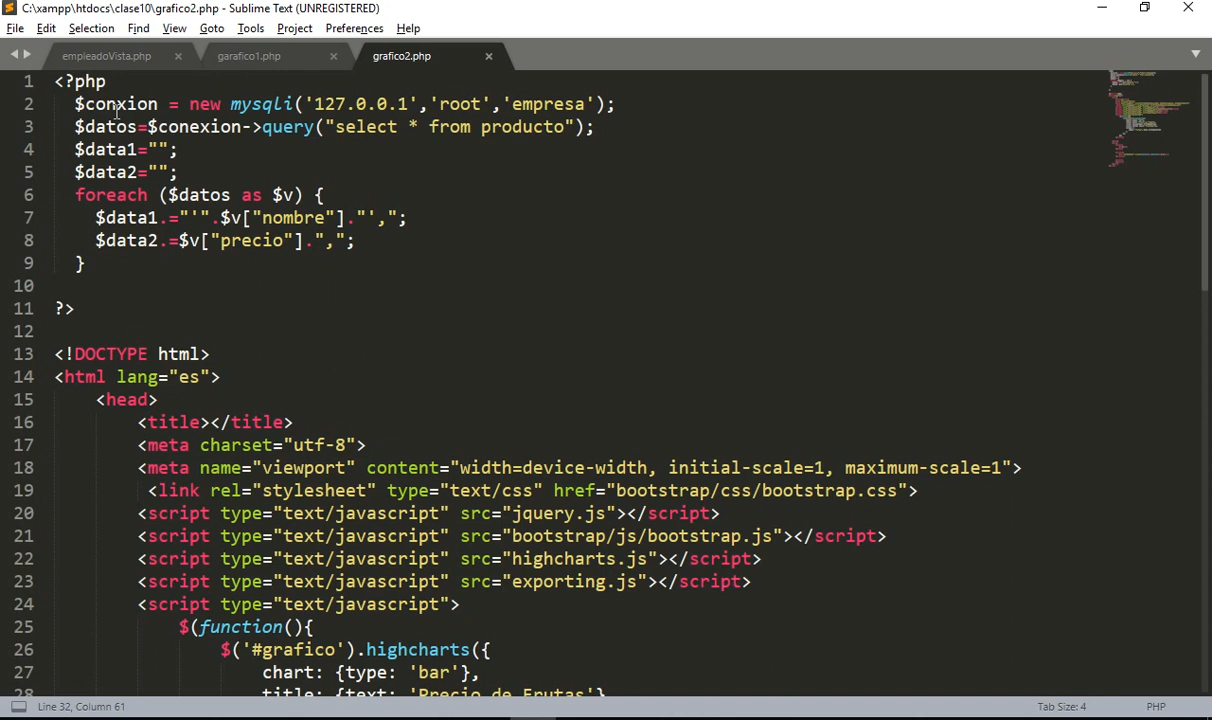 C:\xampp\htdocs\clase10\grafico2.php - Sublime Text (UNREGISTERED)
File Edit Selection Find View Goto Tools Project Preferences Help
empleadoVista.php garafico1.php grafico2.php
1 <?php
2 $conxion = new mysqli('127.0.0.1','root','empresa');
3 $datos=$conexion->query("select * from producto");
4 $data1="";
5 $data2="";
6 foreach ($datos as $v) {
7 $data1.="'".$v["nombre"]."',";
8 $data2.=$v["precio"].",";
9 }
10
11 ?>
12
13 <!DOCTYPE html>
14 <html lang="es">
15 <head>
16 <title></title>
17 <meta charset="utf-8">
18 <meta name="viewport" content="width=device-width, initial-scale=1, maximum-scale=1">
19 <link rel="stylesheet" type="text/css" href="bootstrap/css/bootstrap.css">
20 <script type="text/javascript" src="jquery.js"></script>
21 <script type="text/javascript" src="bootstrap/js/bootstrap.js"></script>
22 <script type="text/javascript" src="highcharts.js"></script>
23 <script type="text/javascript" src="exporting.js"></script>
24 <script type="text/javascript">
25 $(function(){
26 $('#grafico').highcharts({
27 chart: {type: 'bar'},
28 title: {text: 'Precio de Frutas'}
Line 32, Column 61 Tab Size: 4 PHP